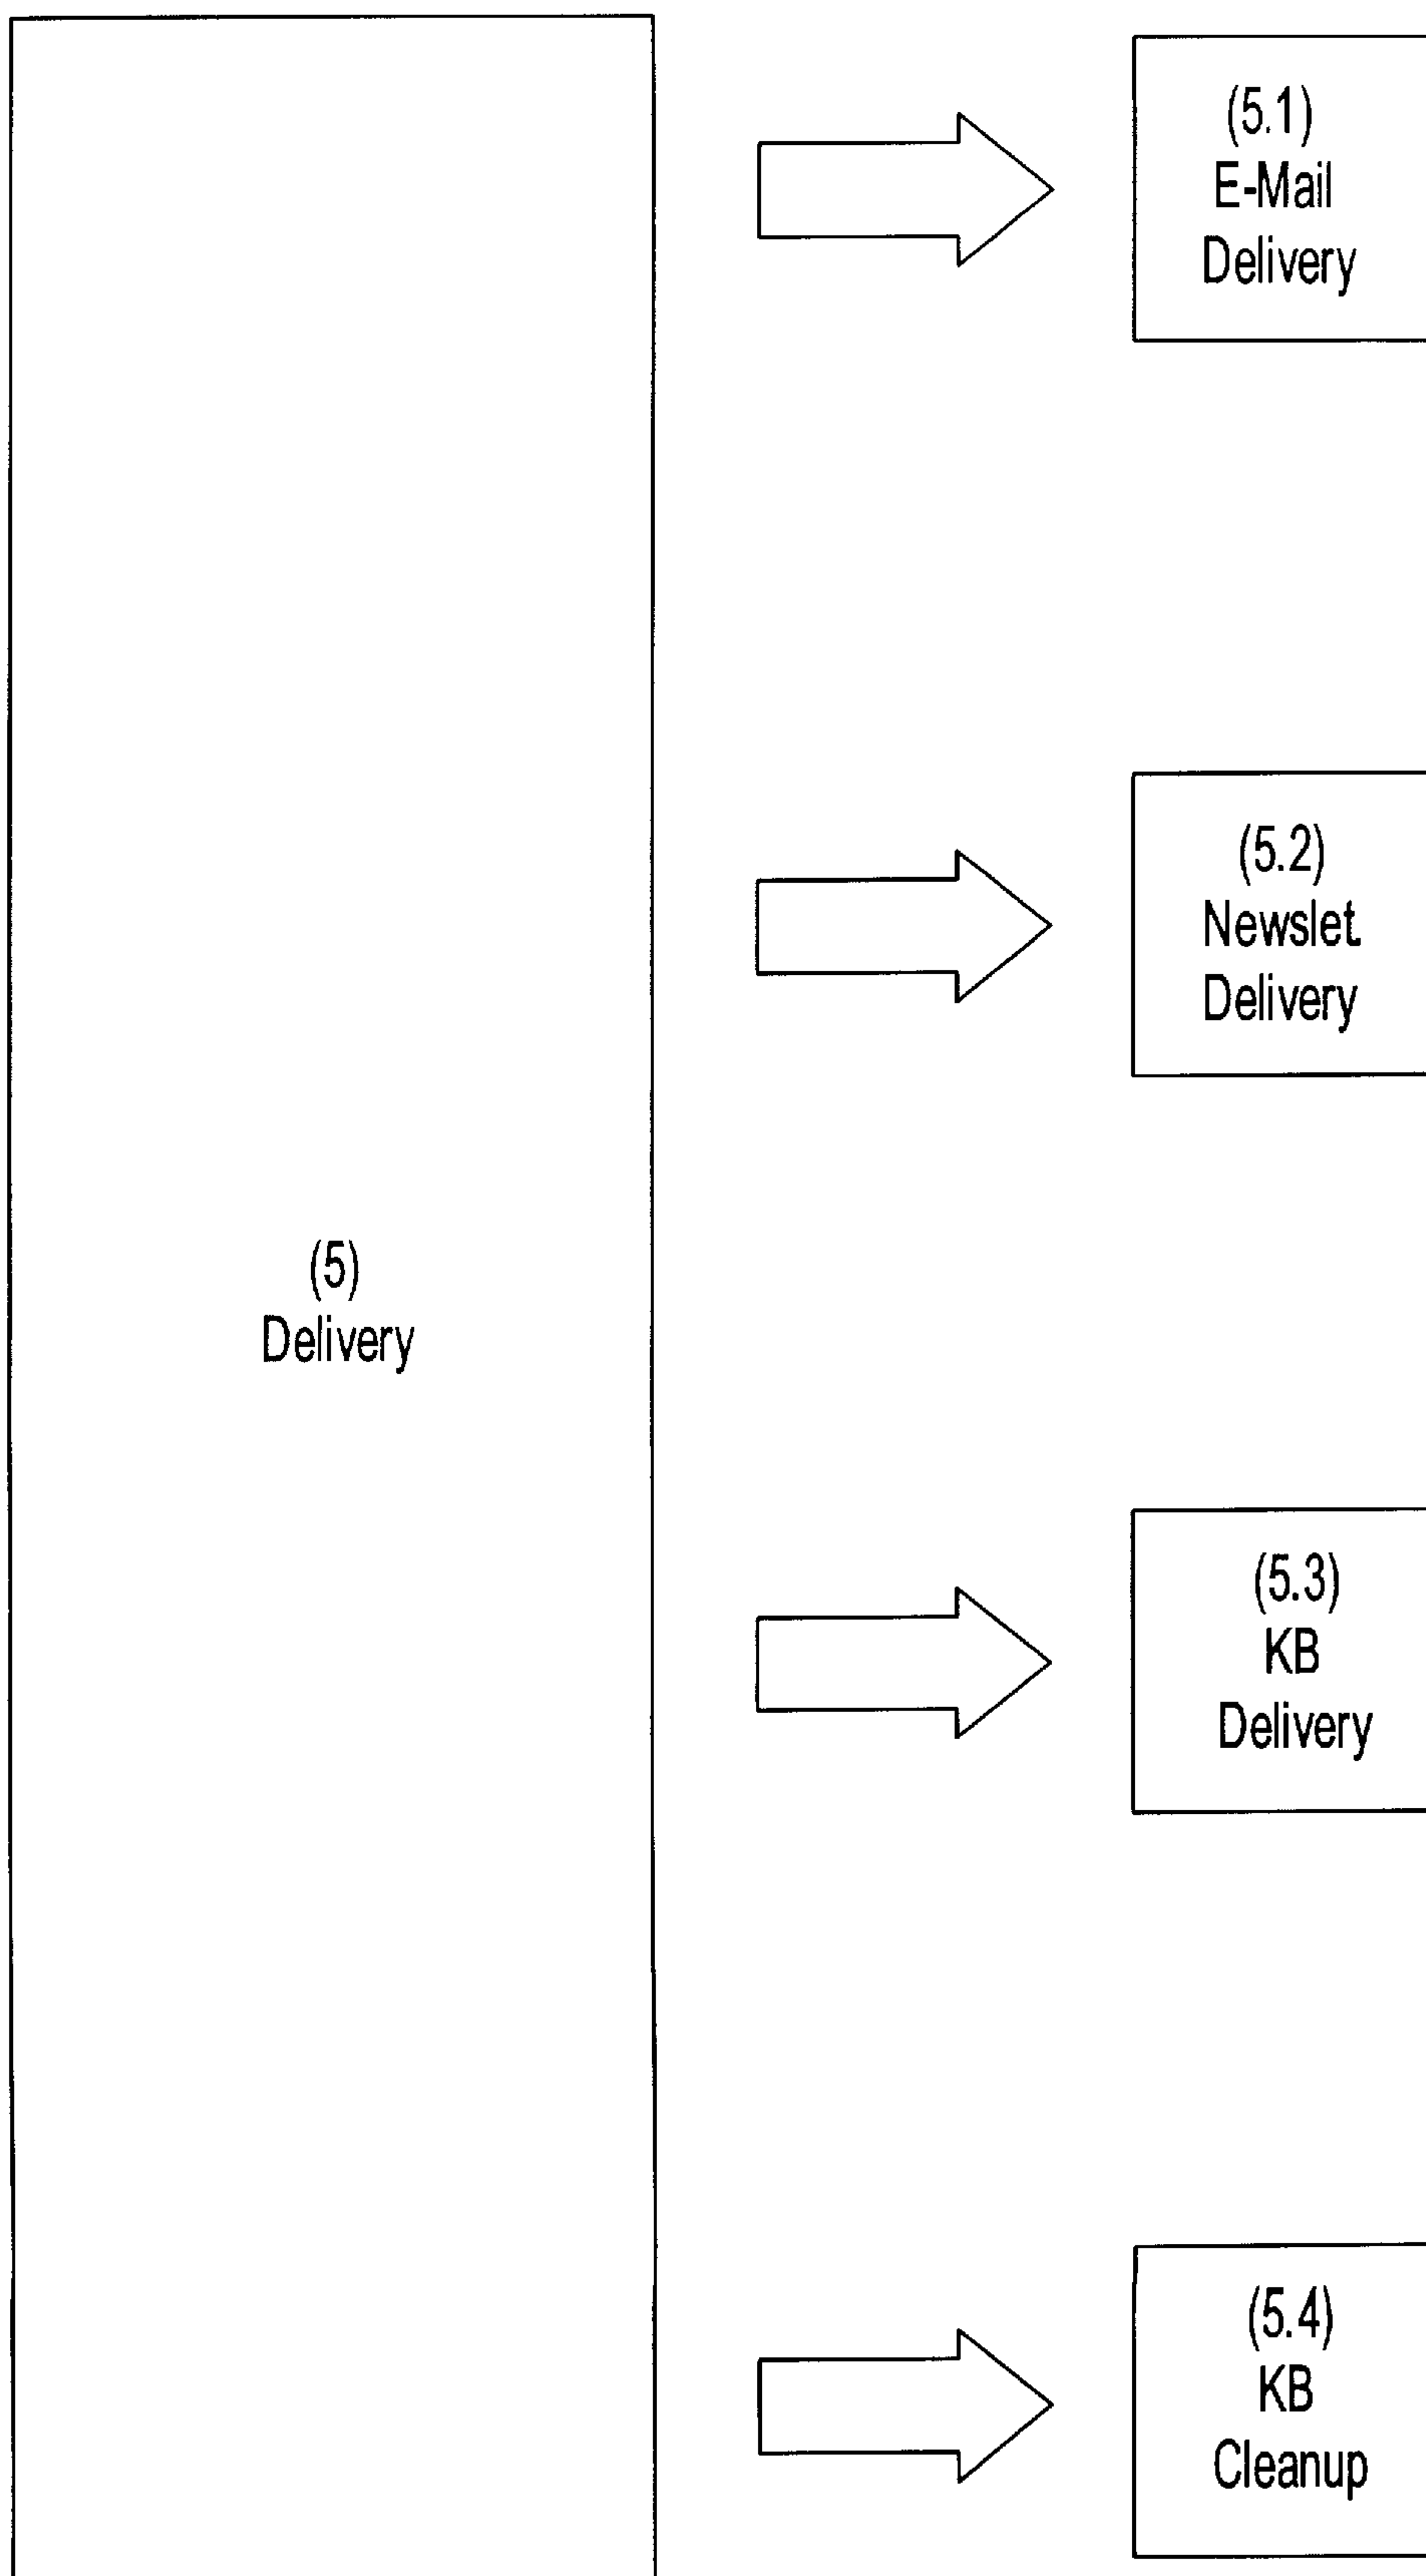 (5.1)
E-Mail
Delivery
(5.2)
Newslet.
Delivery
(5)
Delivery
(5.3)
KB
Delivery
(5.4)
KB
Cleanup